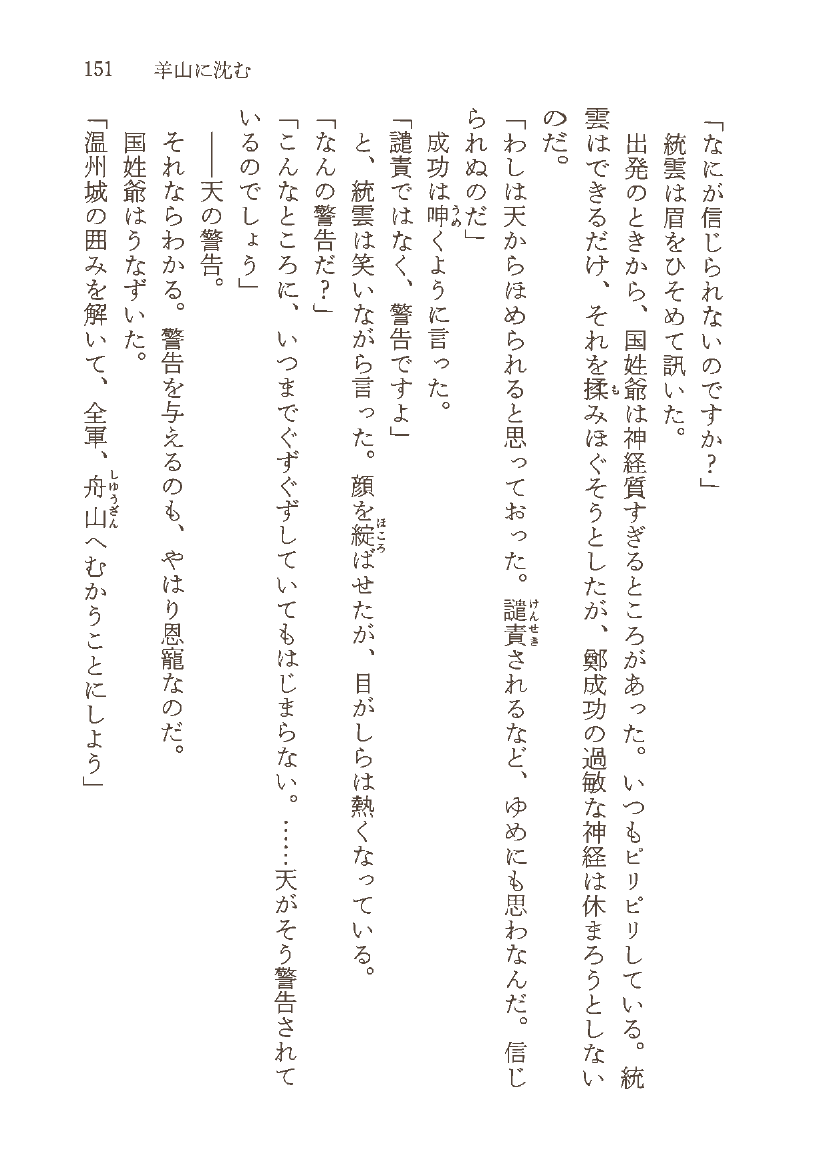 151　羊山に沈む
「なにが信じられないのですか？」
統雲は眉をひそめて訊いた。
出発のときから、国姓爺は神経質すぎるところがあった。いつもピリピリしている。統
雲はできるだけ、それを揉みほぐそうとしたが、鄭成功の過敏な神経は休まろうとしない
のだ。
「わしは天からほめられると思っておった。譴責されるなど、ゆめにも思わなんだ。信じ
られぬのだ」
成功は呻くように言った。
「譴責ではなく、警告ですよ」
と、統雲は笑いながら言った。顔を綻ばせたが、目がしらは熱くなっている。
「なんの警告だ？」
「こんなところに、いつまでぐずぐずしていてもはじまらない。……天がそう警告されて
いるのでしょう」
――天の警告。
それならわかる。警告を与えるのも、やはり恩寵なのだ。
国姓爺はうなずいた。
「温州城の囲みを解いて、全軍、舟山へむかうことにしよう」